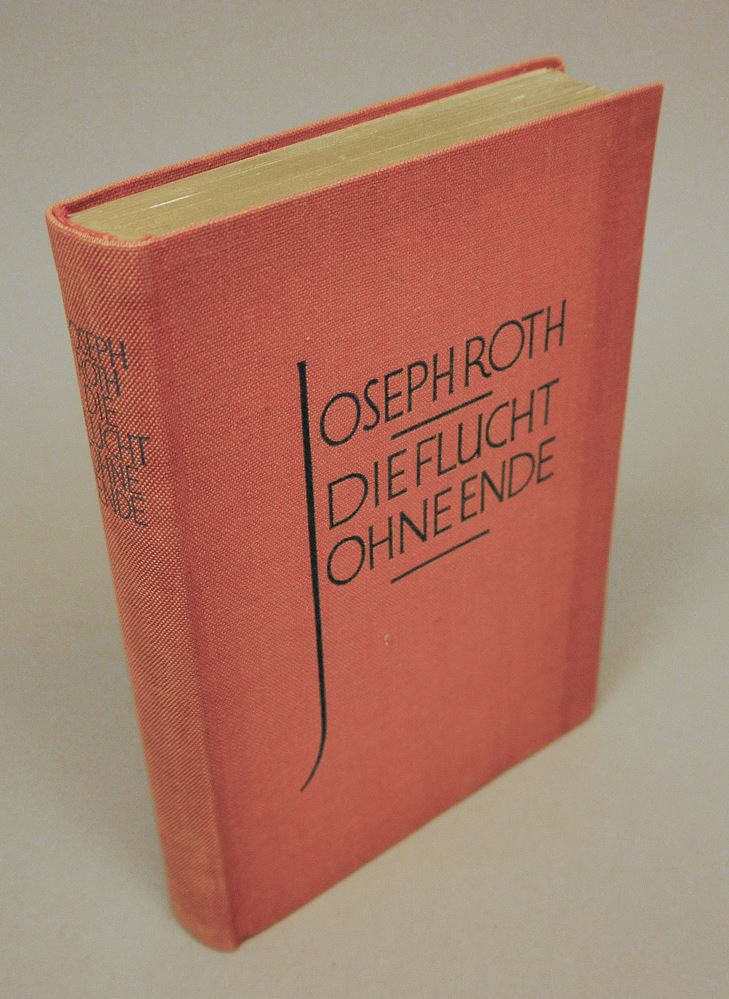 JOSEPH ROTH
DIE FLUCHT
OHNE ENDE
JOSEPH
ROTH
DIE
FLUCHT
OHNE
ENDE